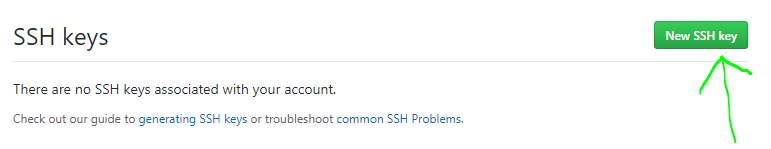 SSH keys
New SSH key
There are no SSH keys associated with your account.
Check out our guide to generating SSH keys or troubleshoot common SSH Problems.